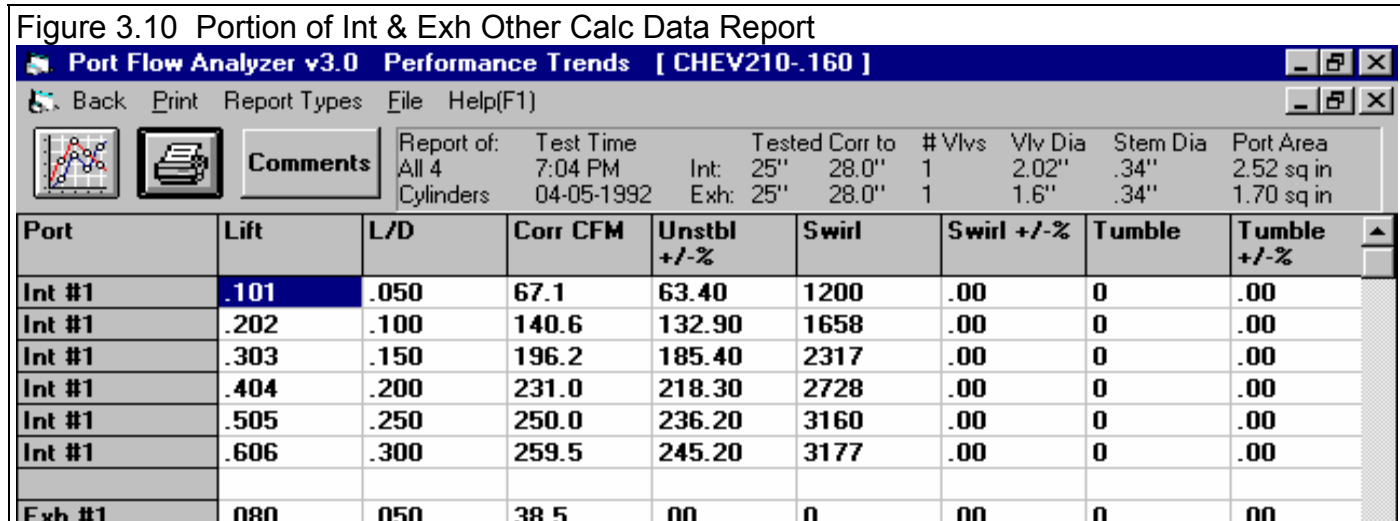 Figure 3.10 Portion of Int & Exh Other Calc Data Report
Port Flow Analyzer v3.0 Performance Trends [ CHEV210-.160 ]
Back Print Report Types File Help(F1)
Comments
Report of: Test Time Tested Corr to # Vlvs Vlv Dia Stem Dia Port Area
All 4 7:04 PM Int: 25" 28.0" 1 2.02" .34" 2.52 sq in
Cylinders 04-05-1992 Exh: 25" 28.0" 1 1.6" .34" 1.70 sq in
Port Lift L/D Corr CFM Unstbl +/-% Swirl Swirl +/-% Tumble Tumble +/-%
Int #1 .101 .050 67.1 63.40 1200 .00 0 .00
Int #1 .202 .100 140.6 132.90 1658 .00 0 .00
Int #1 .303 .150 196.2 185.40 2317 .00 0 .00
Int #1 .404 .200 231.0 218.30 2728 .00 0 .00
Int #1 .505 .250 250.0 236.20 3160 .00 0 .00
Int #1 .606 .300 259.5 245.20 3177 .00 0 .00
Exh #1 .080 .050 38.5 .00 0 .00 0 .00